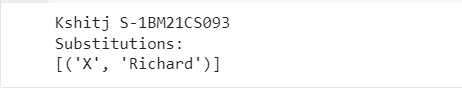 Kshitj S-1BM21CS093
Substitutions:
[('X', 'Richard')]